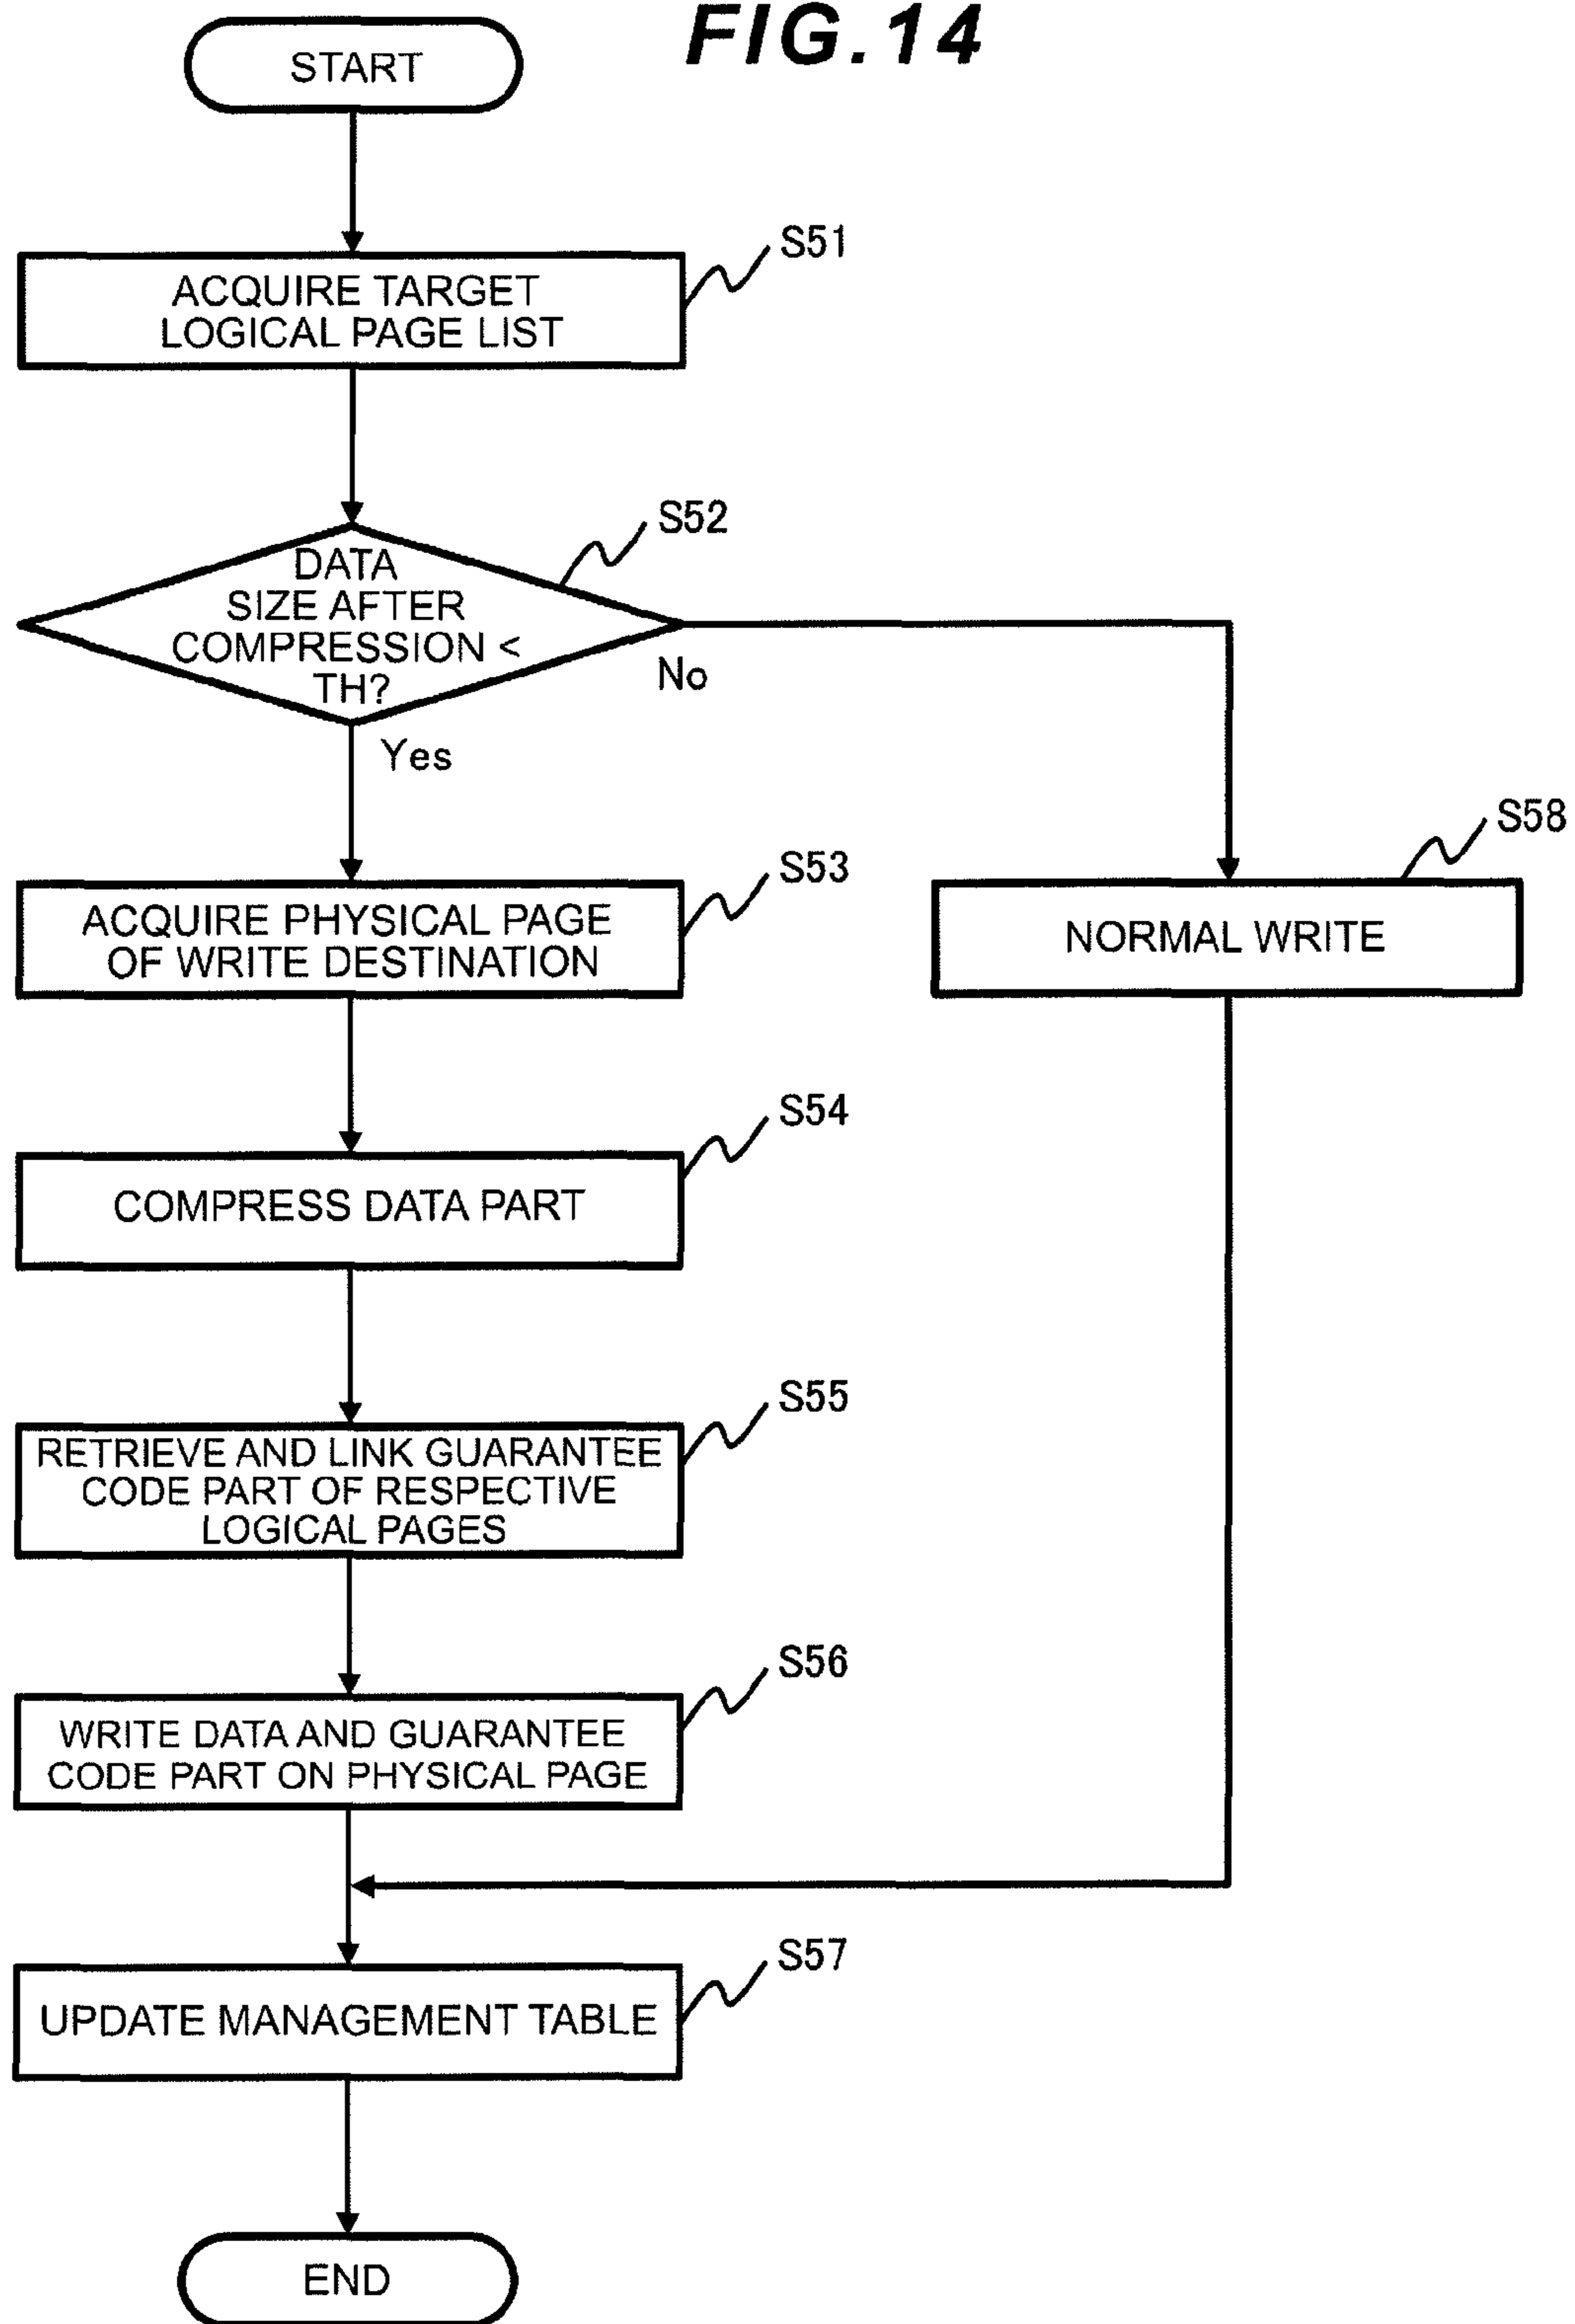 FIG.14
START
S51
ACQUIRE TARGET
LOGICAL PAGE LIST
S52
DATA
SIZE AFTER
COMPRESSION <
TH?
No
Yes
S53
ACQUIRE PHYSICAL PAGE
OF WRITE DESTINATION
S58
NORMAL WRITE
S54
COMPRESS DATA PART
S55
RETRIEVE AND LINK GUARANTEE
CODE PART OF RESPECTIVE
LOGICAL PAGES
S56
WRITE DATA AND GUARANTEE
CODE PART ON PHYSICAL PAGE
S57
UPDATE MANAGEMENT TABLE
END